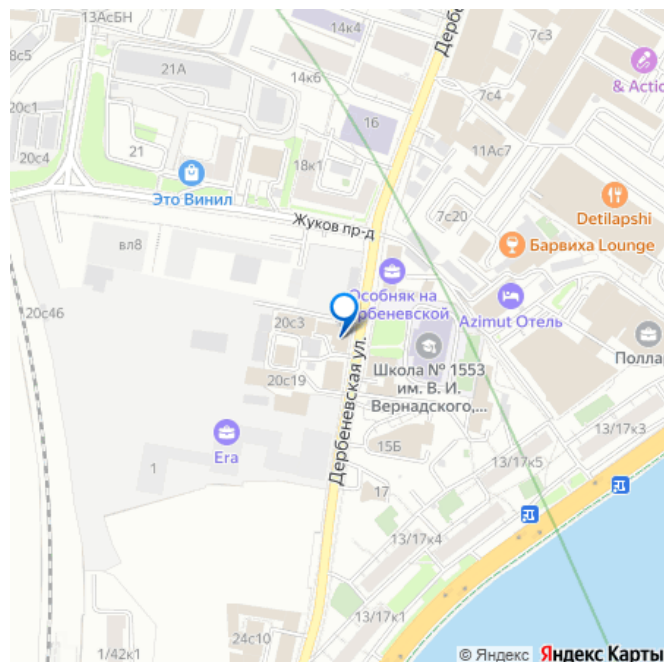 13АсБН
14к4
Дербеневская
7с3
8с5
21А
14к6
& Actio
20с1
7с4
16
20с4
21
18к1
11Ас7
Это Винил
Detilapshi
Жуков пр-д
7с20
Барвиха Lounge
вл8
Особняк на
Дербеневской
20с46
20с3
Azimut Отель
Школа № 1553
им. В. И.
Вернадского,...
Полла
20с19
Дербеневская ул.
13/17к3
15Б
Era
1
13/17к5
17
13/17к4
13/17к1
24с10
1/42к1
© Яндекс Яндекс Карты